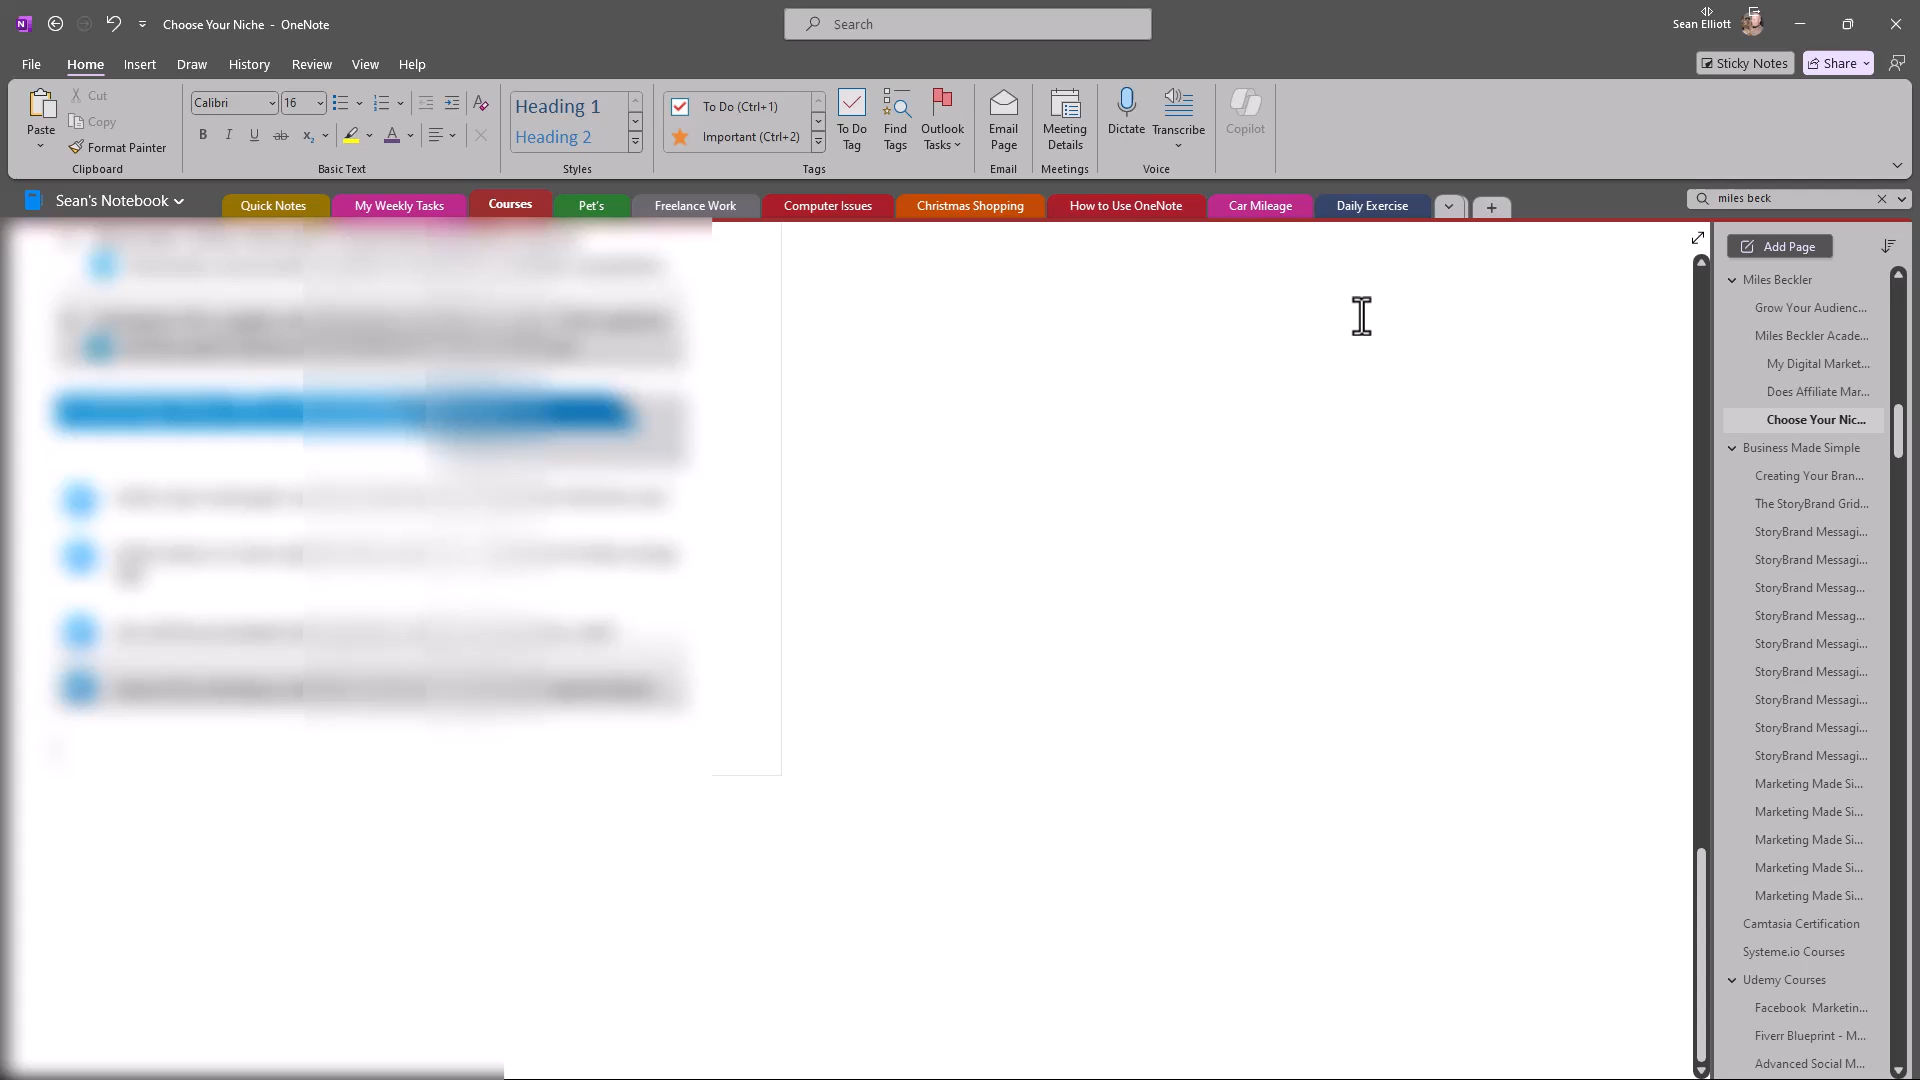 Choose Your Niche - OneNote
Search
Sean Elliott
File Home Insert Draw History Review View Help
Sticky Notes
Share
Paste
Cut
Copy
Format Painter
Clipboard
Calibri 16
Basic Text
Heading 1
Heading 2
Styles
To Do (Ctrl+1)
Important (Ctrl+2)
To Do Tag
Find Tags
Outlook Tasks
Tags
Email Page
Email
Meeting Details
Meetings
Dictate
Transcribe
Voice
Copilot
Sean's Notebook
Quick Notes
My Weekly Tasks
Courses
Pet's
Freelance Work
Computer Issues
Christmas Shopping
How to Use OneNote
Car Mileage
Daily Exercise
miles beck
Add Page
Miles Beckler
Grow Your Audienc...
Miles Beckler Acade...
My Digital Market...
Does Affiliate Mar...
Choose Your Nic...
Business Made Simple
Creating Your Bran...
The StoryBrand Grid...
StoryBrand Messagi...
StoryBrand Messagi...
StoryBrand Messag...
StoryBrand Messag...
StoryBrand Messagi...
StoryBrand Messagi...
StoryBrand Messagi...
StoryBrand Messagi...
StoryBrand Messagi...
Marketing Made Si...
Marketing Made Si...
Marketing Made Si...
Marketing Made Si...
Marketing Made Si...
Camtasia Certification
Systeme.io Courses
Udemy Courses
Facebook Marketin...
Fiverr Blueprint - M...
Advanced Social M...